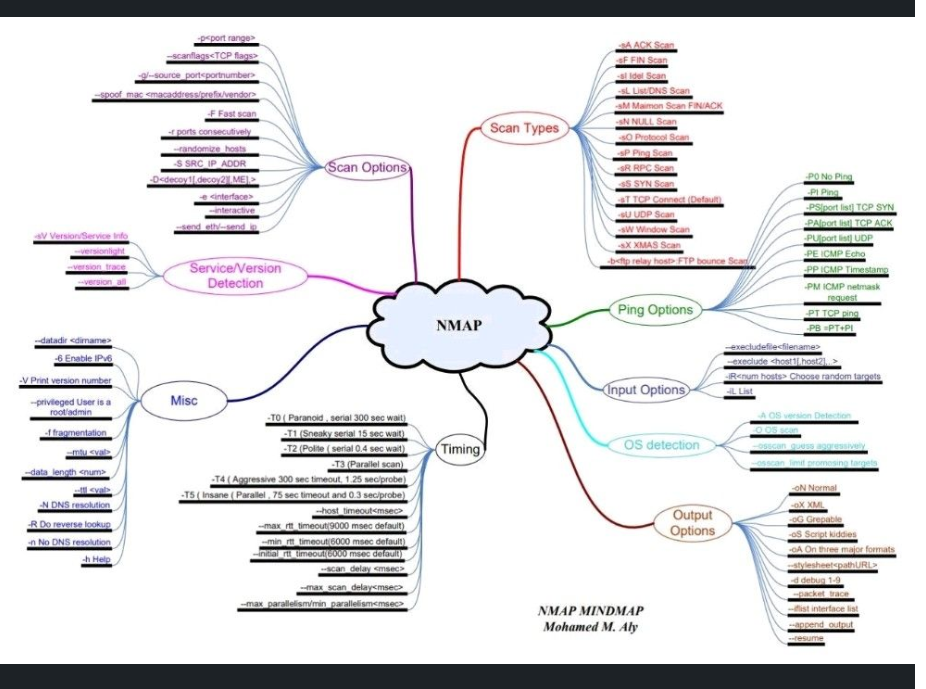 -p<port range>
--scanflags<TCP flags>
-g/--source_port<portnumber>
--spoof_mac <macaddress/prefix/vendor>
-F Fast scan
-r ports consecutively
--randomize_hosts
-S SRC_IP_ADDR
-D<decoy1[,decoy2][,ME],>
-e <interface>
--interactive
--send_eth/--send_ip
Scan Options
-sV Version/Service Info
--versionlight
--version_trace
--version_all
Service/Version
Detection
--datadir <dirname>
-6 Enable IPv6
-V Print version number
--privileged User is a
root/admin
-f fragmentation
--mtu <val>
--data_length <num>
--ttl <val>
-N DNS resolution
-R Do reverse lookup
-n No DNS resolution
-h Help
Misc
NMAP
Scan Types
-sA ACK Scan
-sF FIN Scan
-sI Idel Scan
-sL List/DNS Scan
-sM Maimon Scan FIN/ACK
-sN NULL Scan
-sO Protocol Scan
-sP Ping Scan
-sR RPC Scan
-sS SYN Scan
-sT TCP Connect (Default)
-sU UDP Scan
-sW Window Scan
-sX XMAS Scan
-b<ftp relay host> FTP bounce Scan
Ping Options
-P0 No Ping
-PI Ping
-PS[port list] TCP SYN
-PA[port list] TCP ACK
-PU[port list] UDP
-PE ICMP Echo
-PP ICMP Timestamp
-PM ICMP netmask
request
-PT TCP ping
-PB =PT+PI
Input Options
--execludefile<filename>
--execlude <host1[,host2],..>
-iR<num hosts> Choose random targets
-iL List
OS detection
-A OS version Detection
-O OS scan
--osscan_guess aggressively
--osscan_limit promosing targets
Timing
-T0 ( Paranoid , serial 300 sec wait)
-T1 (Sneaky serial 15 sec wait)
-T2 (Polite ( serial 0.4 sec wait)
-T3 (Parallel scan)
-T4 ( Aggressive 300 sec timeout, 1.25 sec/probe)
-T5 ( Insane ( Parallel , 75 sec timeout and 0.3 sec/probe)
--host_timeout<msec>
--max_rtt_timeout(9000 msec default)
--min_rtt_timeout(6000 msec default)
--initial_rtt_timeout(6000 msec default)
--scan_delay <msec>
--max_scan_delay<msec>
--max_parallelism/min_parallelism<msec>
Output
Options
-oN Normal
-oX XML
-oG Grepable
-oS Script kiddies
-oA On three major formats
--stylesheet<pathURL>
-d debug 1-9
--packet_trace
--iflist interface list
--append_output
--resume
NMAP MINDMAP
Mohamed M. Aly